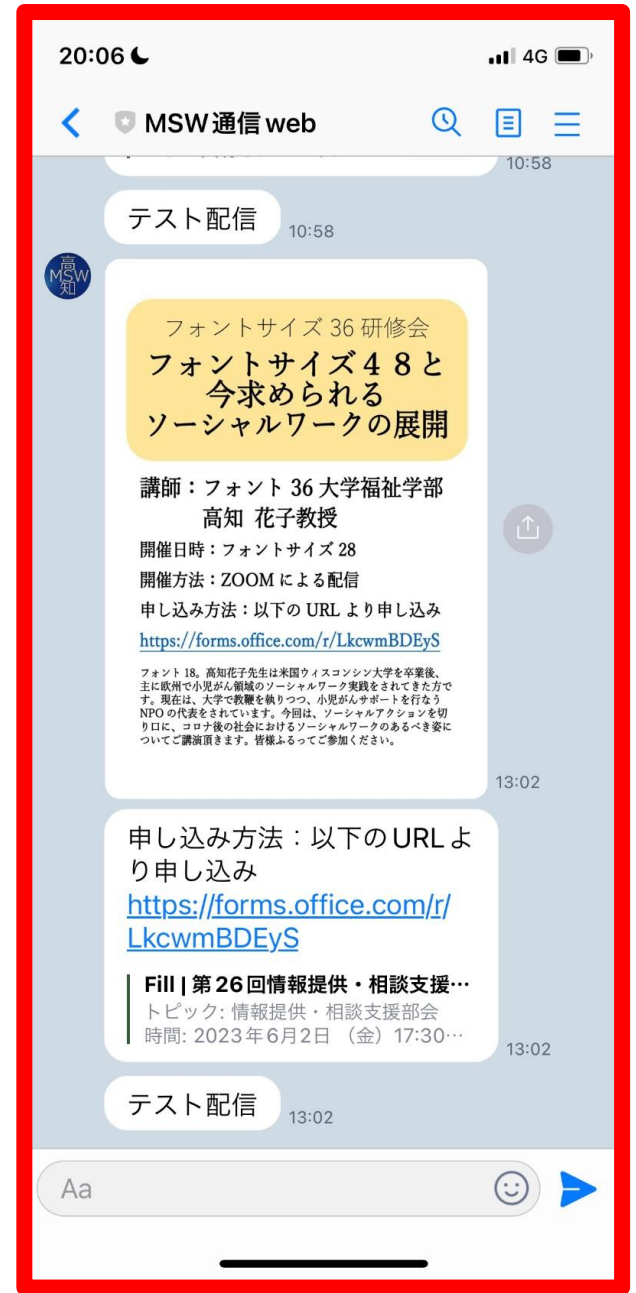 20:06
4G
MSW通信web
10:58
テスト配信
10:58
高
MSW
知
フォントサイズ 36 研修会
フォントサイズ４８と
今求められる
ソーシャルワークの展開
講師：フォント 36 大学福祉学部
高知 花子教授
開催日時：フォントサイズ 28
開催方法：ZOOM による配信
申し込み方法：以下の URL より申し込み
https://forms.office.com/r/LkcwmBDEyS
フォント 18。高知花子先生は米国ウィスコンシン大学を卒業後、
主に欧州で小児がん領域のソーシャルワーク実践をされてきた方で
す。現在は、大学で教鞭を執りつつ、小児がんサポートを行なう
NPO の代表をされています。今回は、ソーシャルアクションを切
り口に、コロナ後の社会におけるソーシャルワークのあるべき姿に
ついてご講演頂きます。皆様ふるってご参加ください。
13:02
申し込み方法：以下のURLよ
り申し込み
https://forms.office.com/r/
LkcwmBDEyS
Fill | 第26回情報提供・相談支援…
トピック: 情報提供・相談支援部会
時間: 2023年6月2日 （金）17:30…
13:02
テスト配信
13:02
Aa